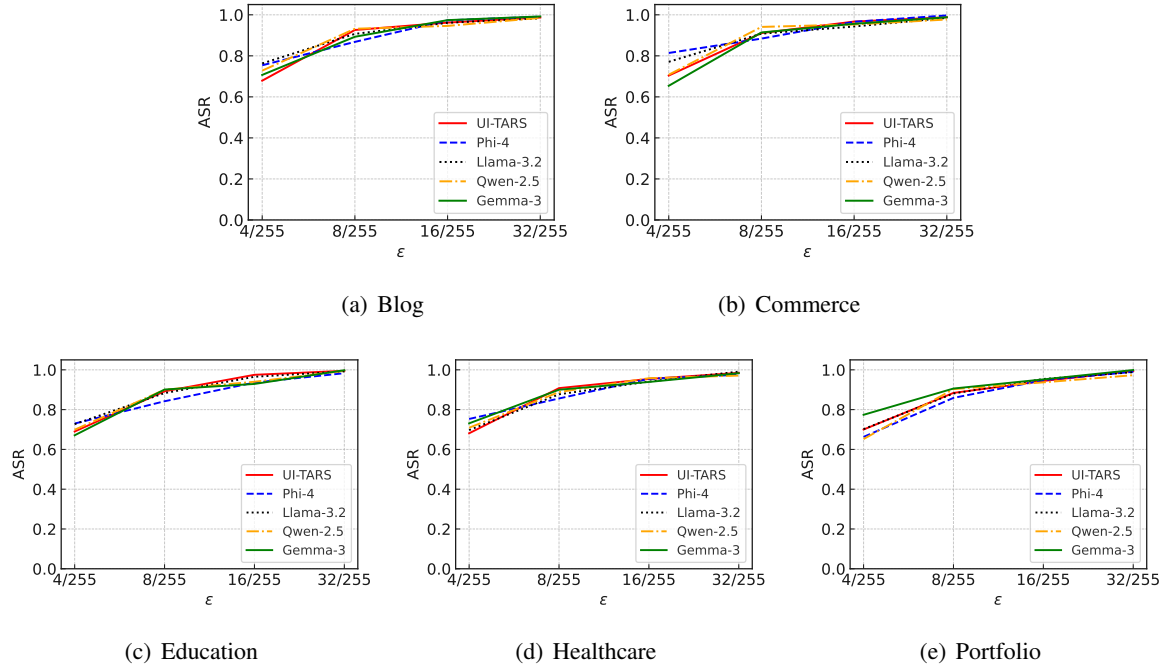 1.0
0.8
0.6
0.4
0.2
0.0
ASR
4/255 8/255 16/255 32/255
ε
UI-TARS
Phi-4
Llama-3.2
Qwen-2.5
Gemma-3
(a) Blog
1.0
0.8
0.6
0.4
0.2
0.0
ASR
4/255 8/255 16/255 32/255
ε
UI-TARS
Phi-4
Llama-3.2
Qwen-2.5
Gemma-3
(b) Commerce
1.0
0.8
0.6
0.4
0.2
0.0
ASR
4/255 8/255 16/255 32/255
ε
UI-TARS
Phi-4
Llama-3.2
Qwen-2.5
Gemma-3
(c) Education
1.0
0.8
0.6
0.4
0.2
0.0
ASR
4/255 8/255 16/255 32/255
ε
UI-TARS
Phi-4
Llama-3.2
Qwen-2.5
Gemma-3
(d) Healthcare
1.0
0.8
0.6
0.4
0.2
0.0
ASR
4/255 8/255 16/255 32/255
ε
UI-TARS
Phi-4
Llama-3.2
Qwen-2.5
Gemma-3
(e) Portfolio